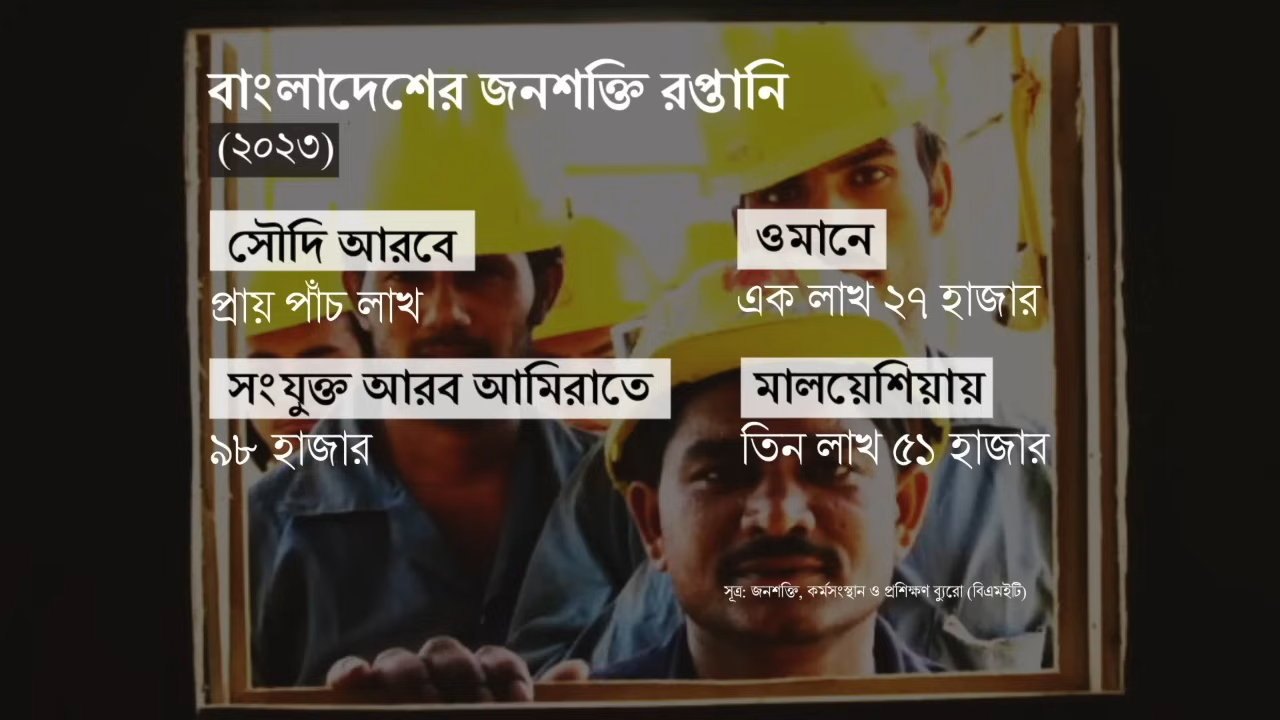 বাংলাদেশের জনশক্তি রপ্তানি
(২০২৩)
সৌদি আরবে
প্রায় পাঁচ লাখ
ওমানে
এক লাখ ২৭ হাজার
সংযুক্ত আরব আমিরাতে
৯৮ হাজার
মালয়েশিয়ায়
তিন লাখ ৫১ হাজার
সূত্র: জনশক্তি, কর্মসংস্থান ও প্রশিক্ষণ ব্যুরো (বিএমইটি)